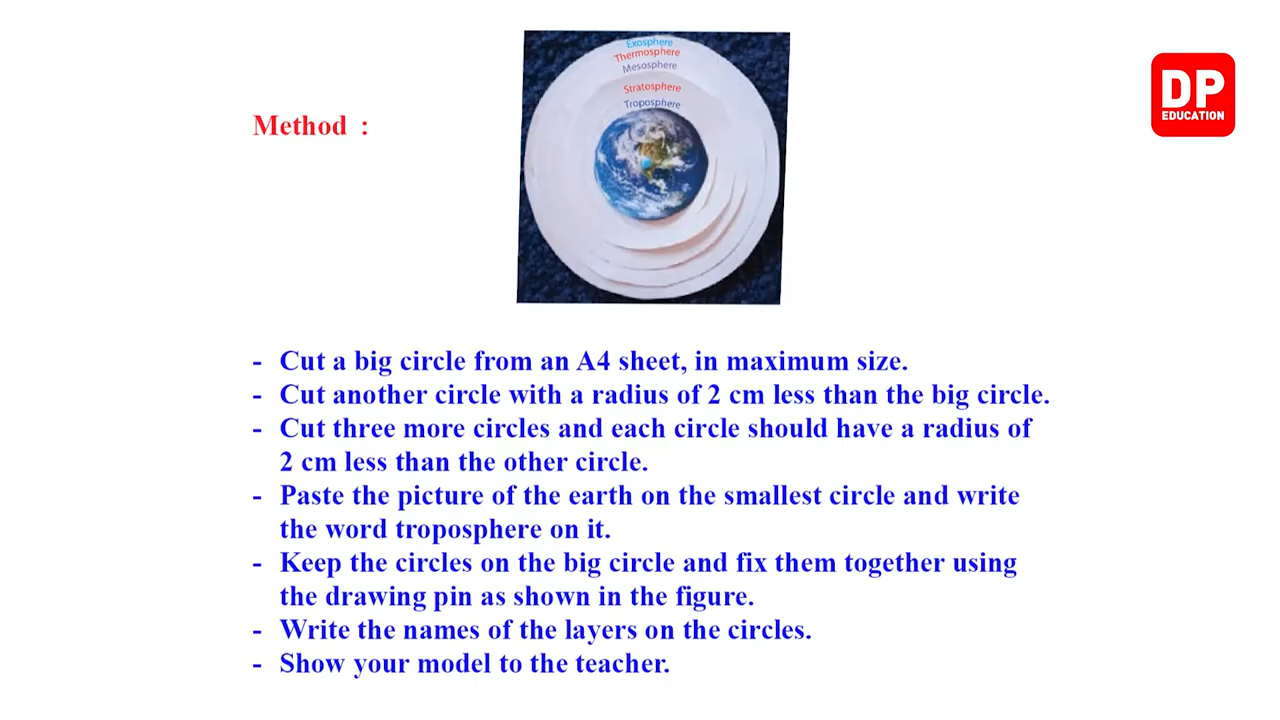 Exosphere
Thermosphere
Mesosphere
Stratosphere
Troposphere
DP
EDUCATION
Method :
- Cut a big circle from an A4 sheet, in maximum size.
- Cut another circle with a radius of 2 cm less than the big circle.
- Cut three more circles and each circle should have a radius of
2 cm less than the other circle.
- Paste the picture of the earth on the smallest circle and write
the word troposphere on it.
- Keep the circles on the big circle and fix them together using
the drawing pin as shown in the figure.
- Write the names of the layers on the circles.
- Show your model to the teacher.